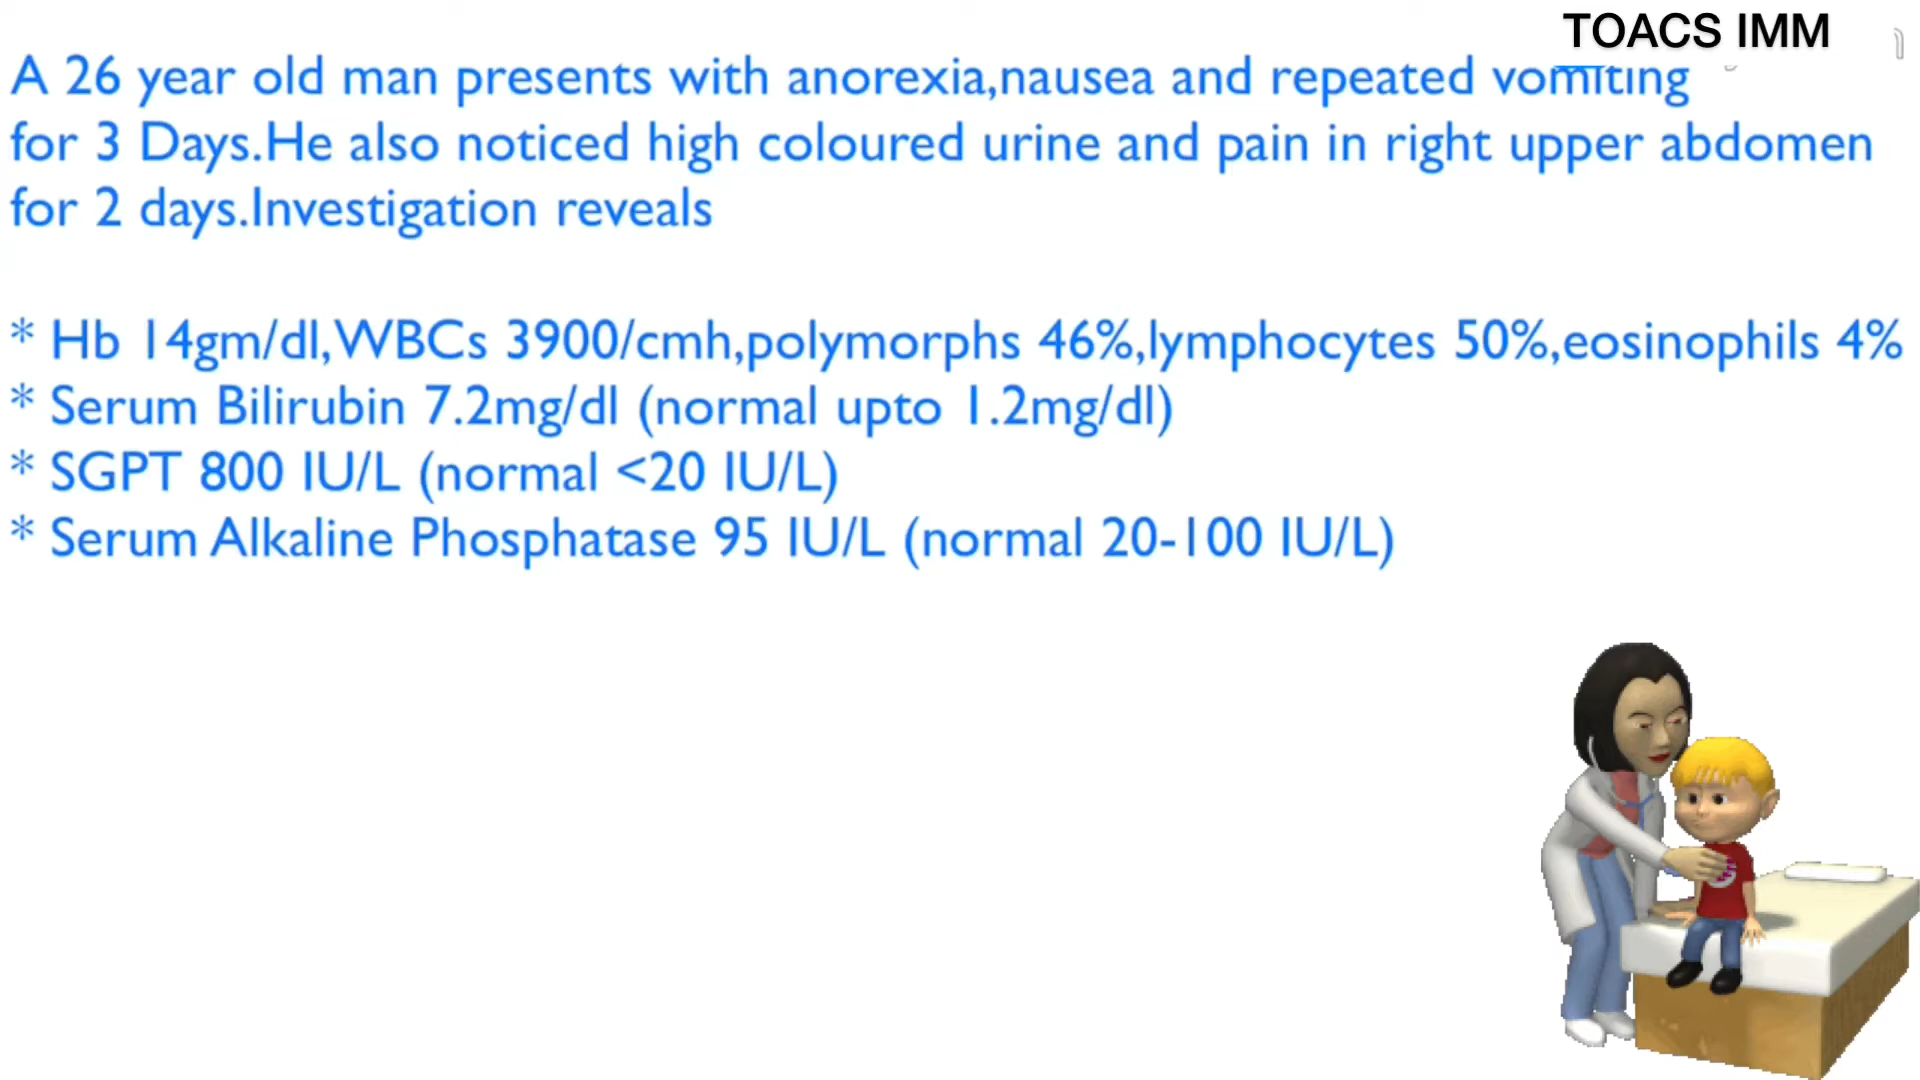 TOACS IMM
A 26 year old man presents with anorexia,nausea and repeated vomiting
for 3 Days.He also noticed high coloured urine and pain in right upper abdomen
for 2 days.Investigation reveals
* Hb 14gm/dl,WBCs 3900/cmh,polymorphs 46%,lymphocytes 50%,eosinophils 4%
* Serum Bilirubin 7.2mg/dl (normal upto 1.2mg/dl)
* SGPT 800 IU/L (normal <20 IU/L)
* Serum Alkaline Phosphatase 95 IU/L (normal 20-100 IU/L)